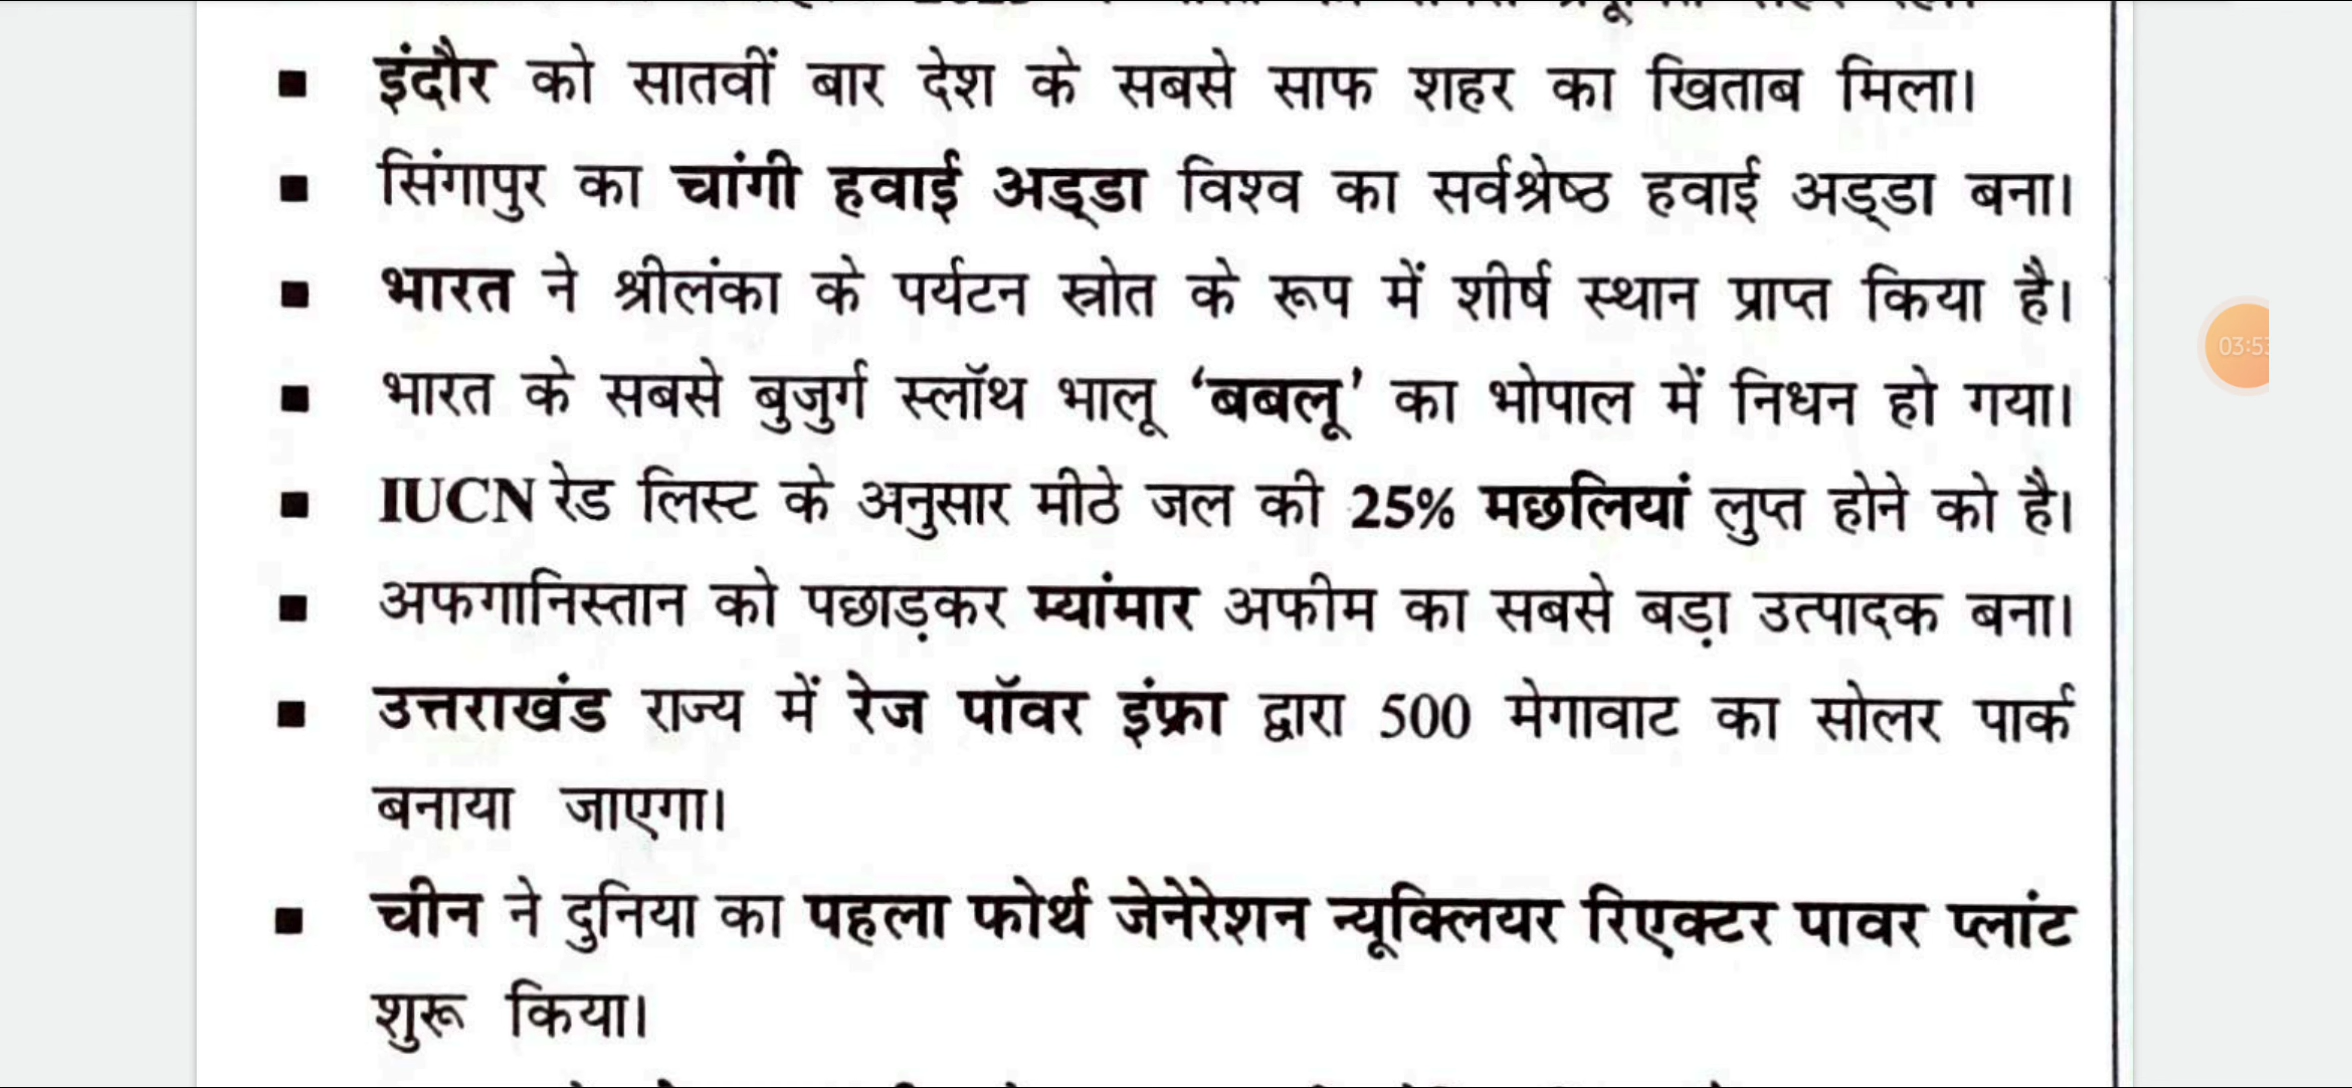 ▪ इंदौर को सातवीं बार देश के सबसे साफ शहर का खिताब मिला।
▪ सिंगापुर का चांगी हवाई अड्डा विश्व का सर्वश्रेष्ठ हवाई अड्डा बना।
▪ भारत ने श्रीलंका के पर्यटन स्रोत के रूप में शीर्ष स्थान प्राप्त किया है।
▪ भारत के सबसे बुजुर्ग स्लॉथ भालू ‘बबलू’ का भोपाल में निधन हो गया।
▪ IUCN रेड लिस्ट के अनुसार मीठे जल की 25% मछलियां लुप्त होने को है।
▪ अफगानिस्तान को पछाड़कर म्यांमार अफीम का सबसे बड़ा उत्पादक बना।
▪ उत्तराखंड राज्य में रेज पॉवर इंफ्रा द्वारा 500 मेगावाट का सोलर पार्क
बनाया जाएगा।
▪ चीन ने दुनिया का पहला फोर्थ जेनेरेशन न्यूक्लियर रिएक्टर पावर प्लांट
शुरू किया।